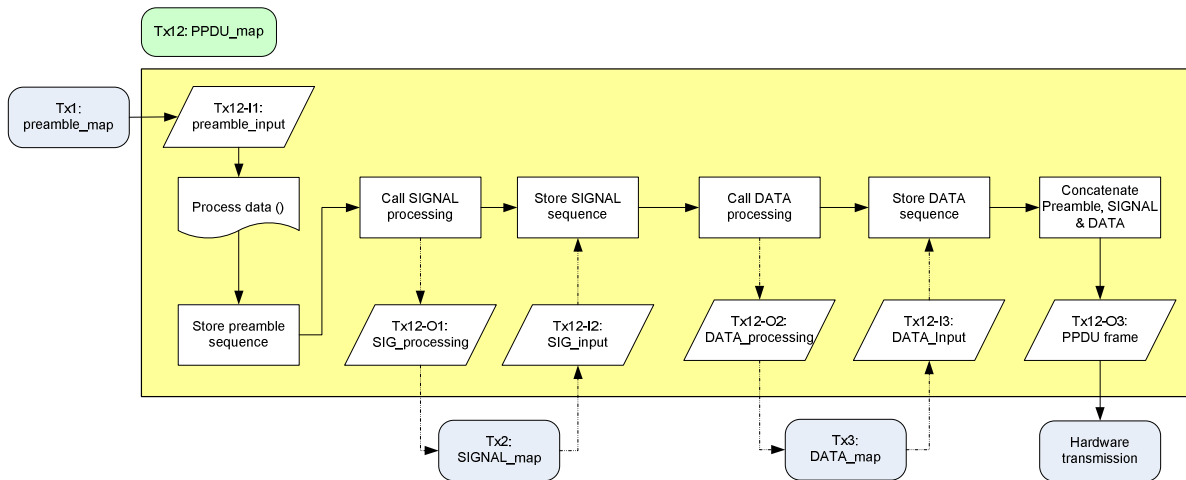 Tx12: PPDU_map
Tx1:
preamble_map
Tx12-I1:
preamble_input
Process data ()
Store preamble
sequence
Call SIGNAL
processing
Store SIGNAL
sequence
Call DATA
processing
Store DATA
sequence
Concatenate
Preamble, SIGNAL
& DATA
Tx12-O1:
SIG_processing
Tx12-I2:
SIG_input
Tx12-O2:
DATA_processing
Tx12-I3:
DATA_Input
Tx12-O3:
PPDU frame
Tx2:
SIGNAL_map
Tx3:
DATA_map
Hardware
transmission